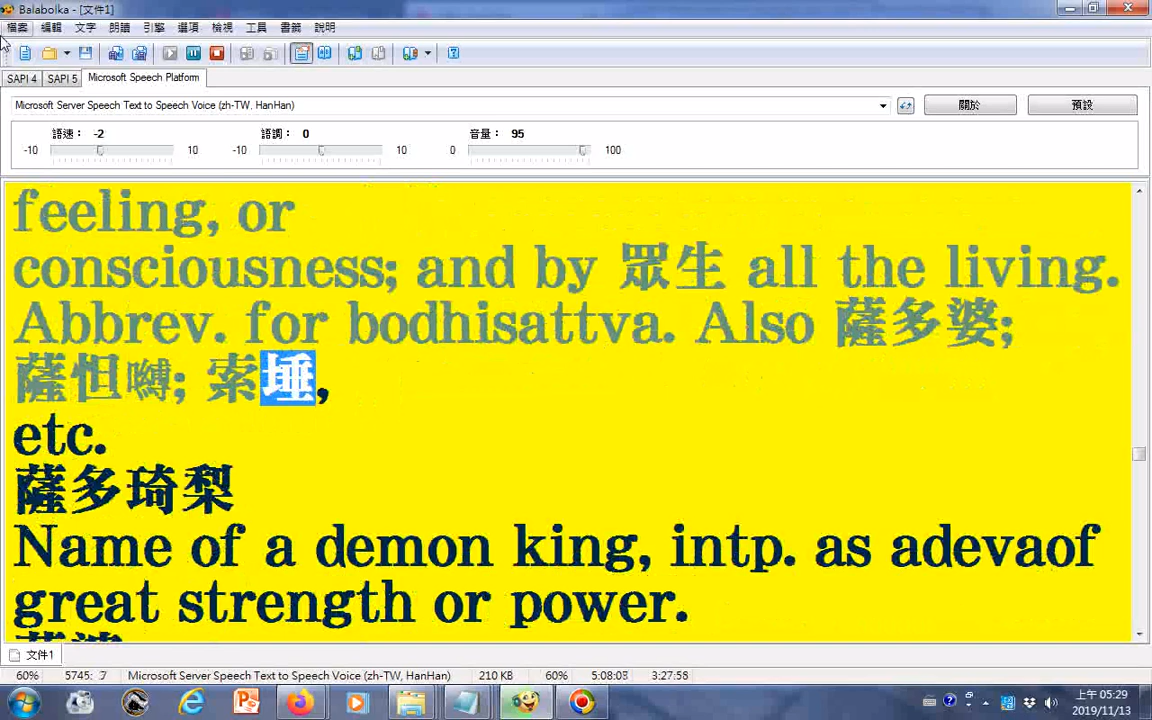 Balabolka - [文件1]
檔案 編輯 文字 朗讀 引擎 選項 檢視 工具 書籤 說明
SAPI 4 SAPI 5 Microsoft Speech Platform
Microsoft Server Speech Text to Speech Voice (zh-TW, HanHan) 關於 預設
語速： -2 語調： 0 音量： 95
-10 10 -10 10 0 100
feeling, or
consciousness; and by 眾生 all the living.
Abbrev. for bodhisattva. Also 薩多婆;
薩怛嚩; 索埵,
etc.
薩多琦梨
Name of a demon king, intp. as adevaof
great strength or power.
文件1
60% 5745: 7 Microsoft Server Speech Text to Speech Voice (zh-TW, HanHan) 210 KB 60% 5:08:03 3:27:58
上午 05:29
2019/11/13